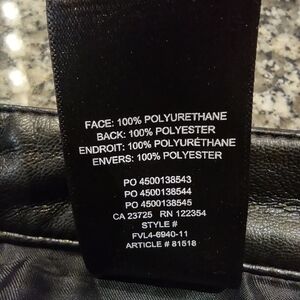 FACE: 100% POLYURETHANE
BACK: 100% POLYESTER
ENDROIT: 100% POLYURÉTHANE
ENVERS: 100% POLYESTER
PO 4500138543
PO 4500138544
PO 4500138545
CA 23725 RN 122354
STYLE #
FVL4-6940-11
ARTICLE # 81518